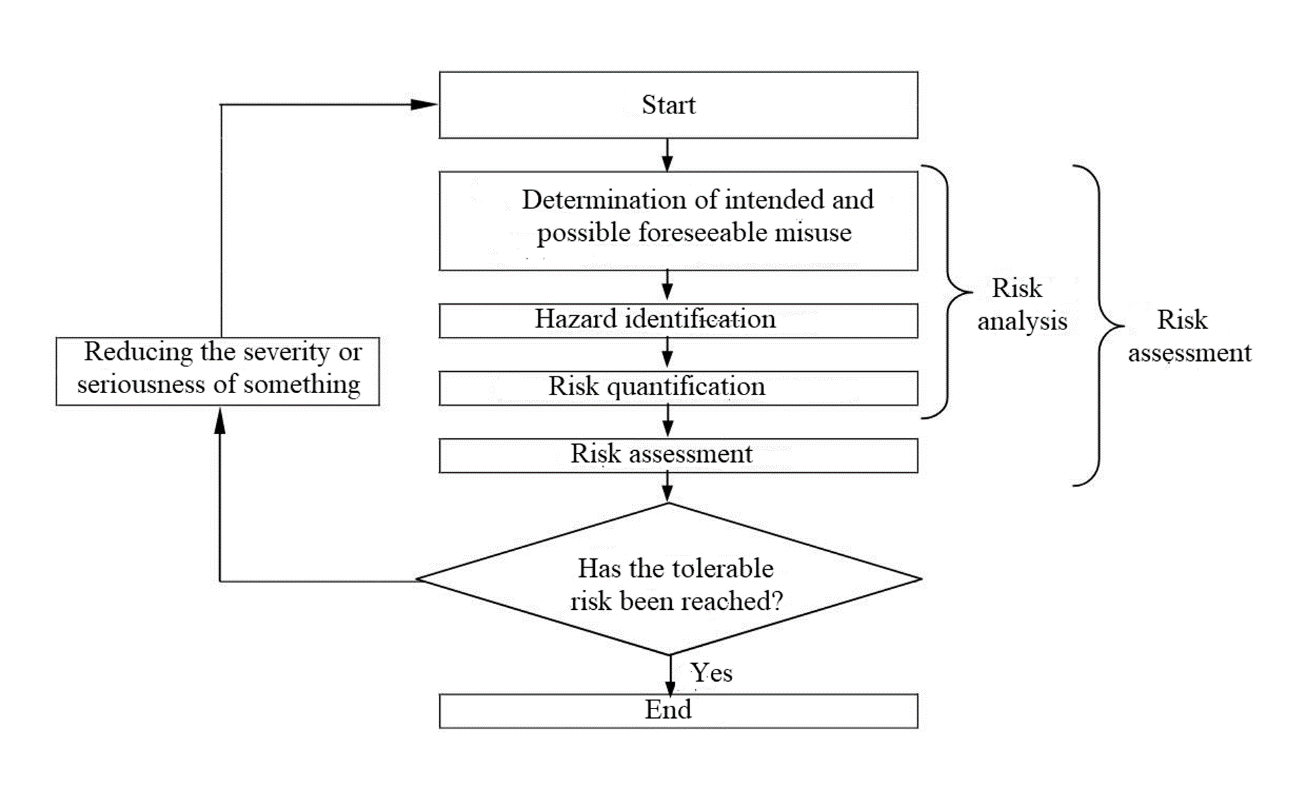 Start
Determination of intended and
possible foreseeable misuse
Hazard identification
Risk quantification
Risk assessment
Has the tolerable
risk been reached?
Yes
End
Reducing the severity or
seriousness of something
Risk
analysis
Risk
assessment